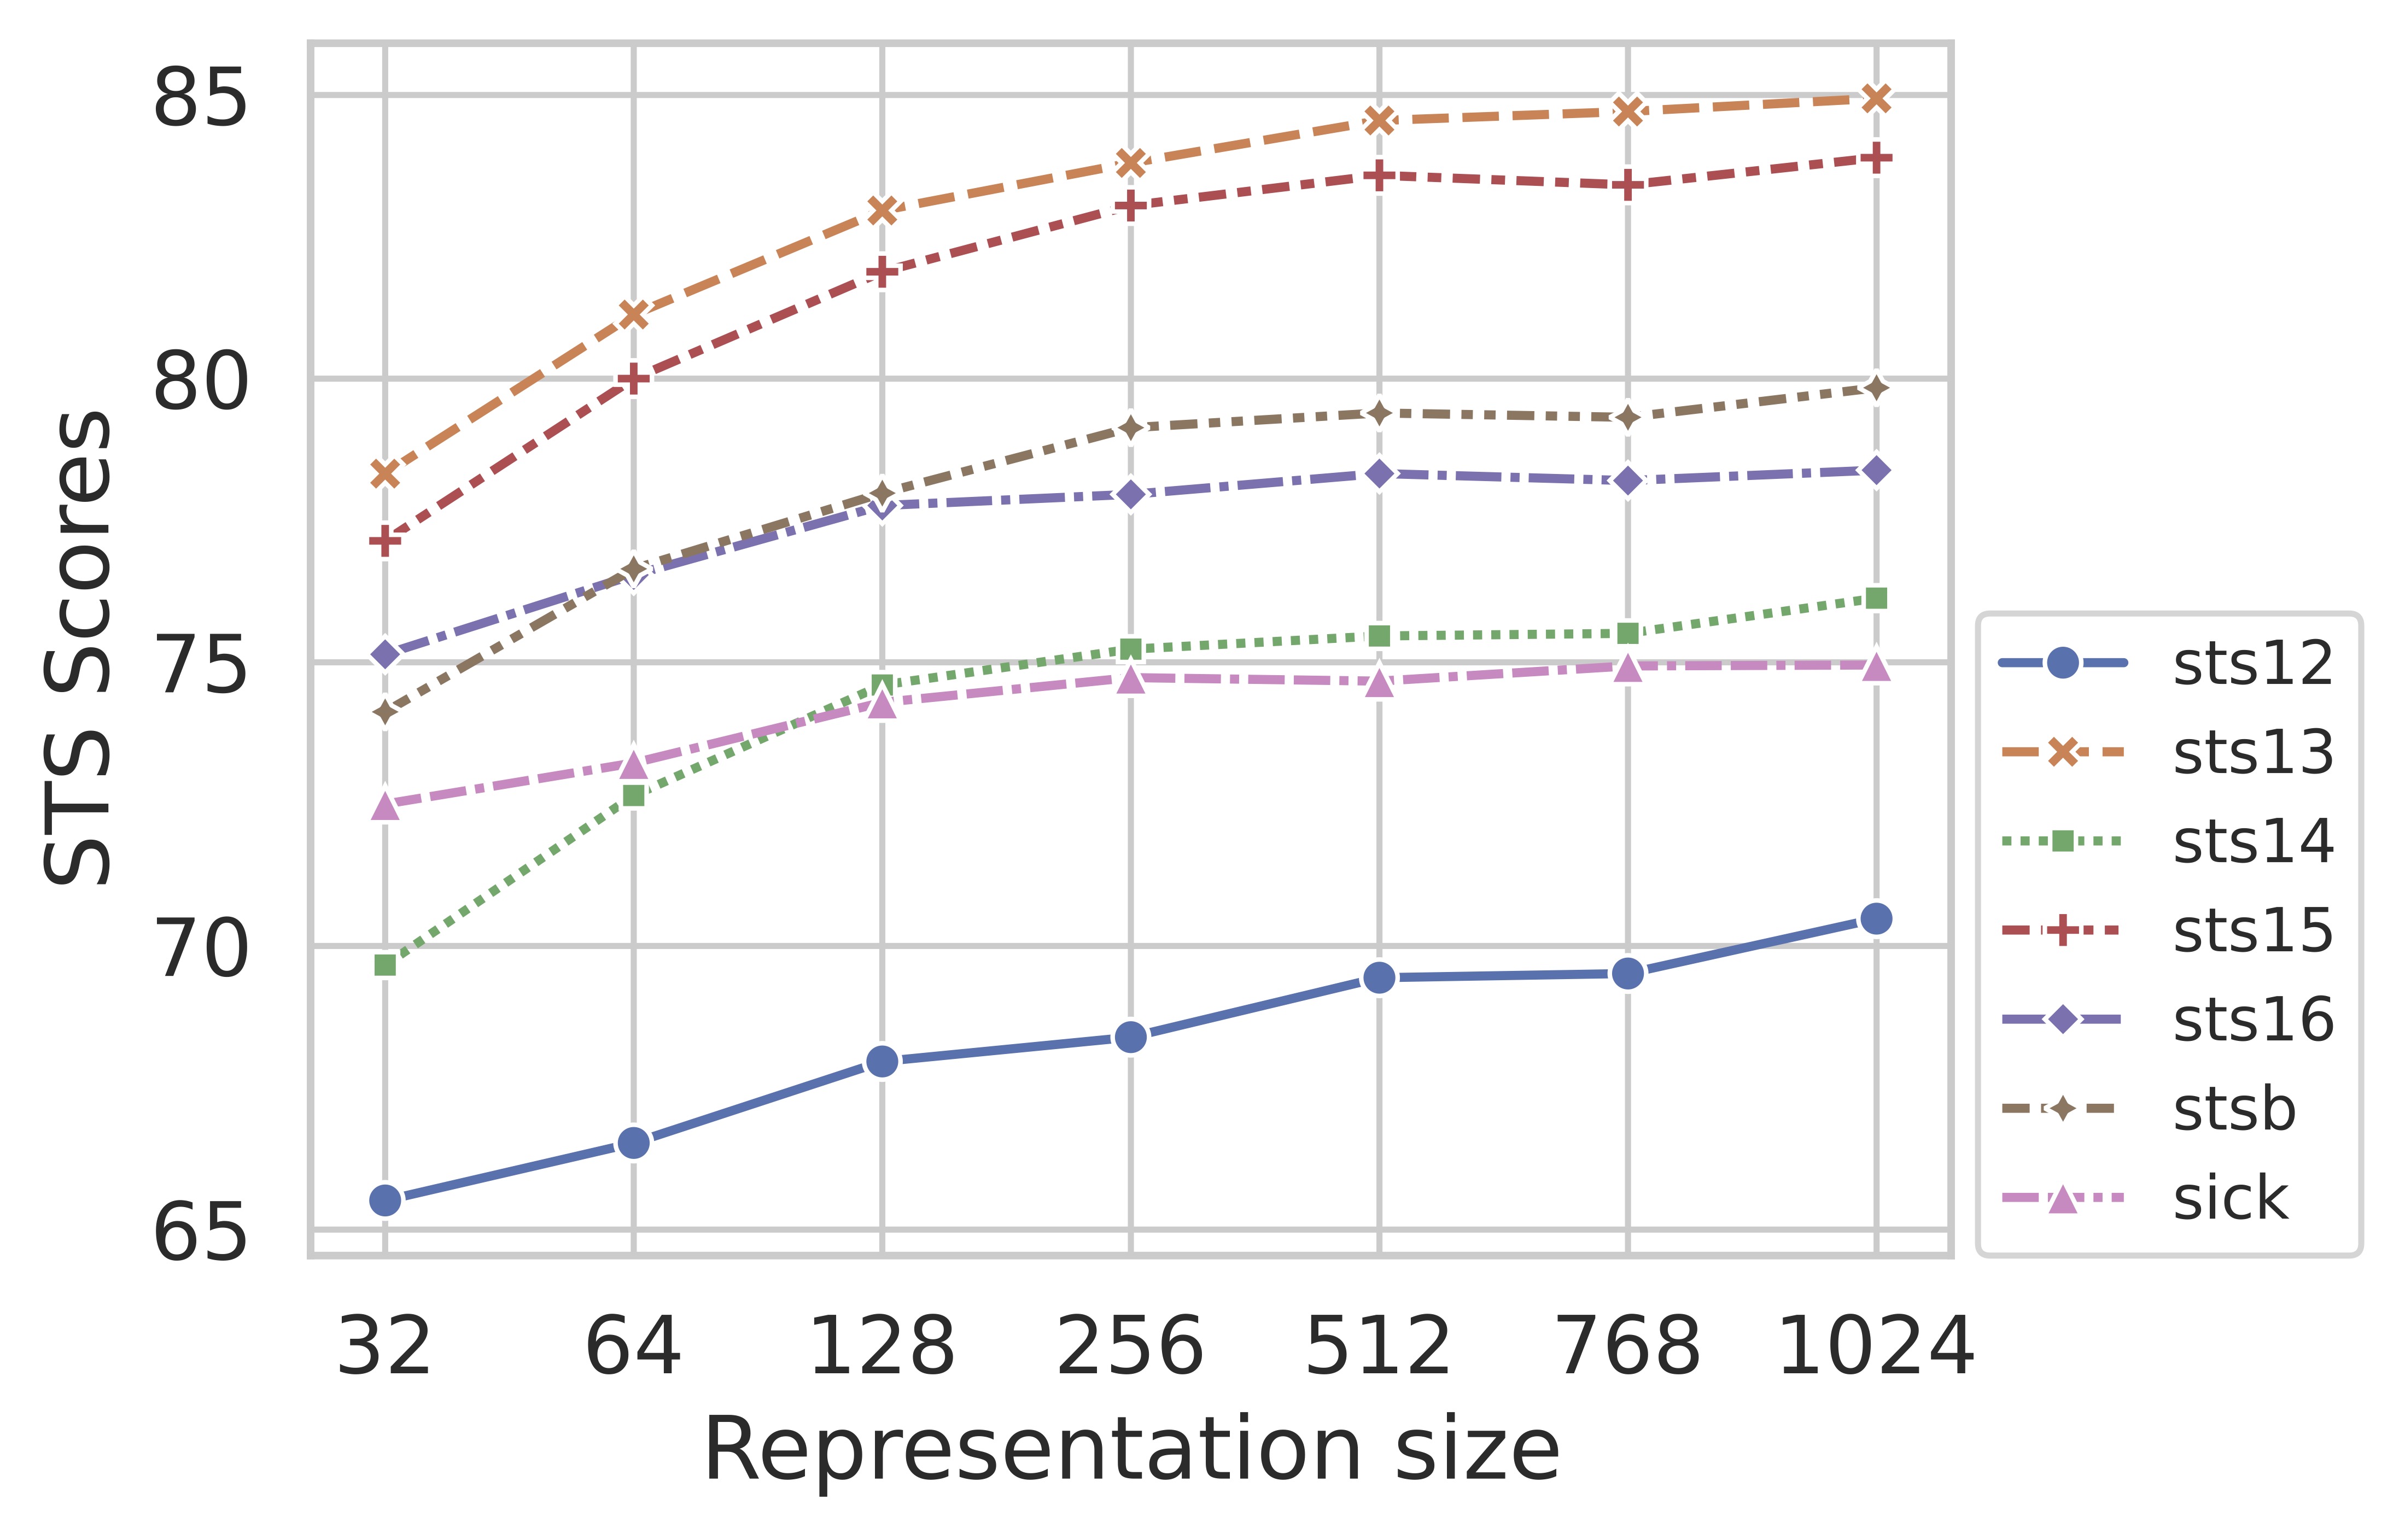 STS Scores
85
80
75
70
65
32 64 128 256 512 768 1024
Representation size
sts12
sts13
sts14
sts15
sts16
stsb
sick